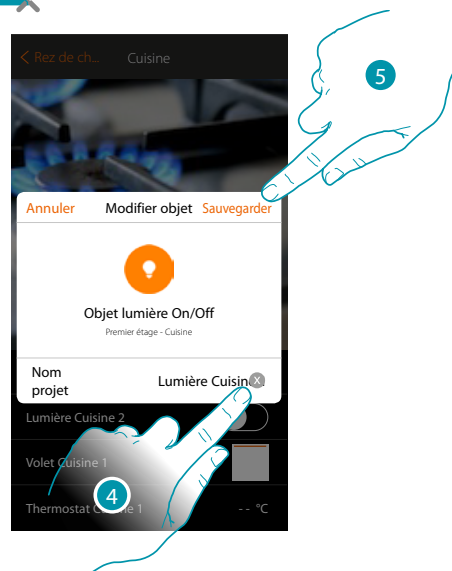 Rez de ch... Cuisine
5
Annuler Modifier objet Sauvegarder
Objet lumière On/Off
Premier étage - Cuisine
Nom
projet
Lumière Cuisin
X
Lumière Cuisine 2
Volet Cuisine 1
4
Thermostat C ne 1 -- °C